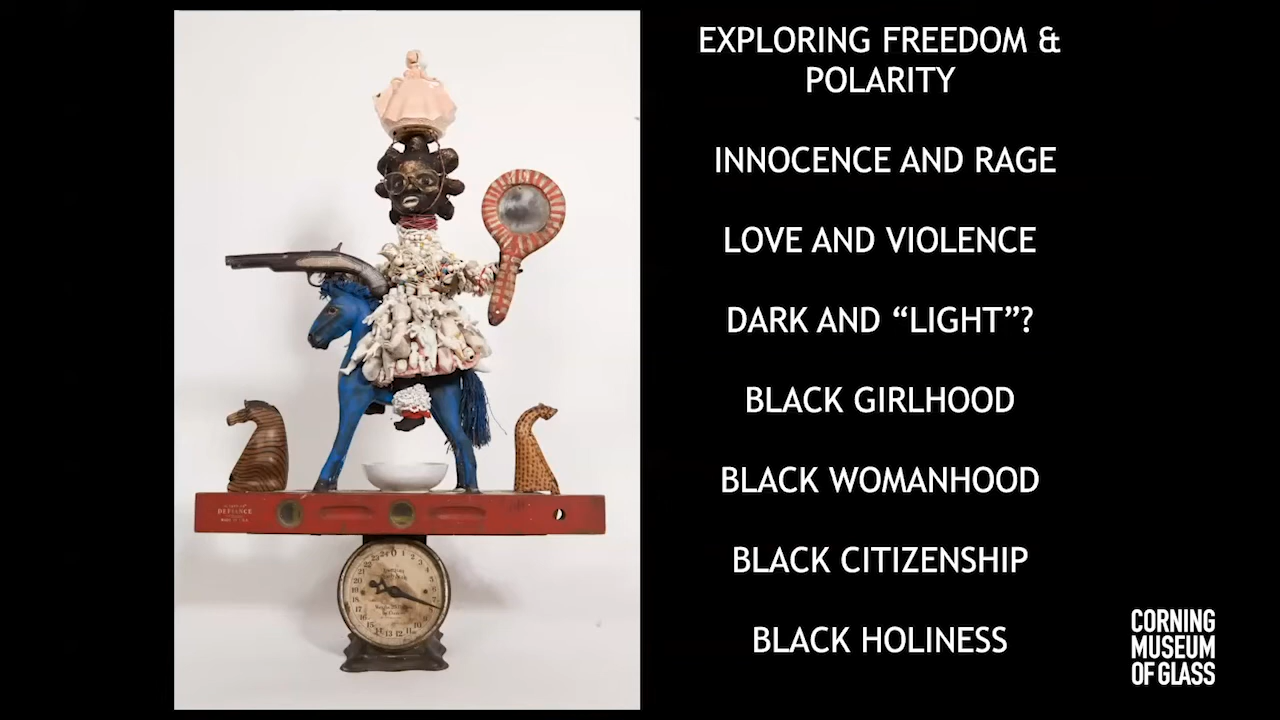 EXPLORING FREEDOM &
POLARITY
INNOCENCE AND RAGE
LOVE AND VIOLENCE
DARK AND “LIGHT”?
BLACK GIRLHOOD
BLACK WOMANHOOD
BLACK CITIZENSHIP
BLACK HOLINESS
DEFIANCE
CORNING
MUSEUM
OF GLASS